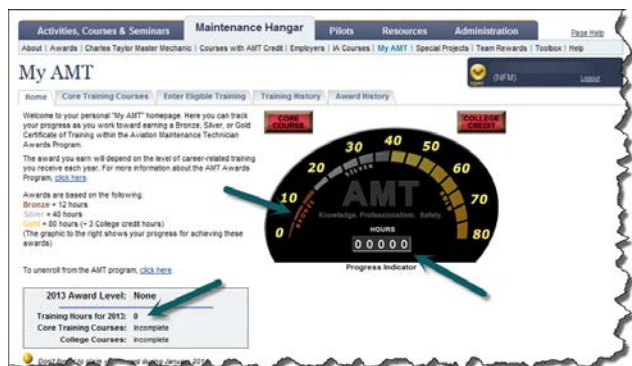 Activities, Courses & Seminars Maintenance Hangar Pilots Resources Administration Page Help
About | Awards | Charles Taylor Master Mechanic | Courses with AMT Credit | Employers | IA Courses | My AMT | Special Projects | Team Rewards | Toolbox | Help
My AMT
(NFM) Logout
Home Core Training Courses Enter Eligible Training Training History Award History
Welcome to your personal "My AMT" homepage. Here you can track
your progress as you work toward earning a Bronze, Silver, or Gold
Certificate of Training within the Aviation Maintenance Technician
Awards Program.
The award you earn will depend on the level of career-related training
you receive each year. For more information about the AMT Awards
Program, click here.
Awards are based on the following:
Bronze = 12 hours
Silver = 40 hours
Gold = 80 hours (+ 3 College credit hours)
(The graphic to the right shows your progress for achieving these
awards)
To unenroll from the AMT program, click here.
CORE
COURSE
COLLEGE
CREDIT
0 10 20 30 40 50 60 70 80
BRONZE SILVER GOLD
AMT
Knowledge. Professionalism. Safety.
HOURS
00000
Progress Indicator
2013 Award Level: None
Training Hours for 2013: 0
Core Training Courses: Incomplete
College Courses: Incomplete